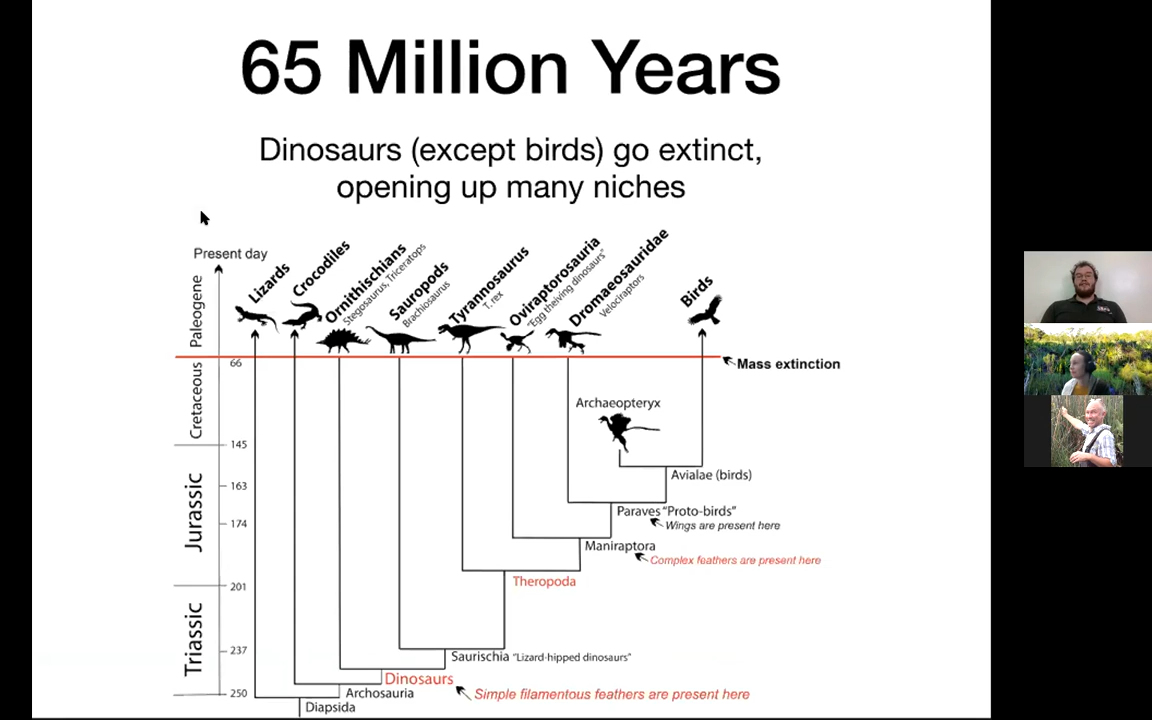 65 Million Years
Dinosaurs (except birds) go extinct,
opening up many niches
Present day
Lizards
Crocodiles
Ornithischians
Stegosaurus, Triceratops
Sauropods
Brachiosaurus
Tyrannosaurus
T. rex
Oviraptorosauria
"Egg theiving dinosaurs"
Dromaeosauridae
Velociraptors
Birds
Paleogene
66
Mass extinction
Cretaceous
Archaeopteryx
145
Avialae (birds)
Jurassic
163
Paraves "Proto-birds"
174
Wings are present here
Maniraptora
Complex feathers are present here
201
Theropoda
Triassic
237
Saurischia "Lizard-hipped dinosaurs"
Dinosaurs
250
Archosauria
Simple filamentous feathers are present here
Diapsida